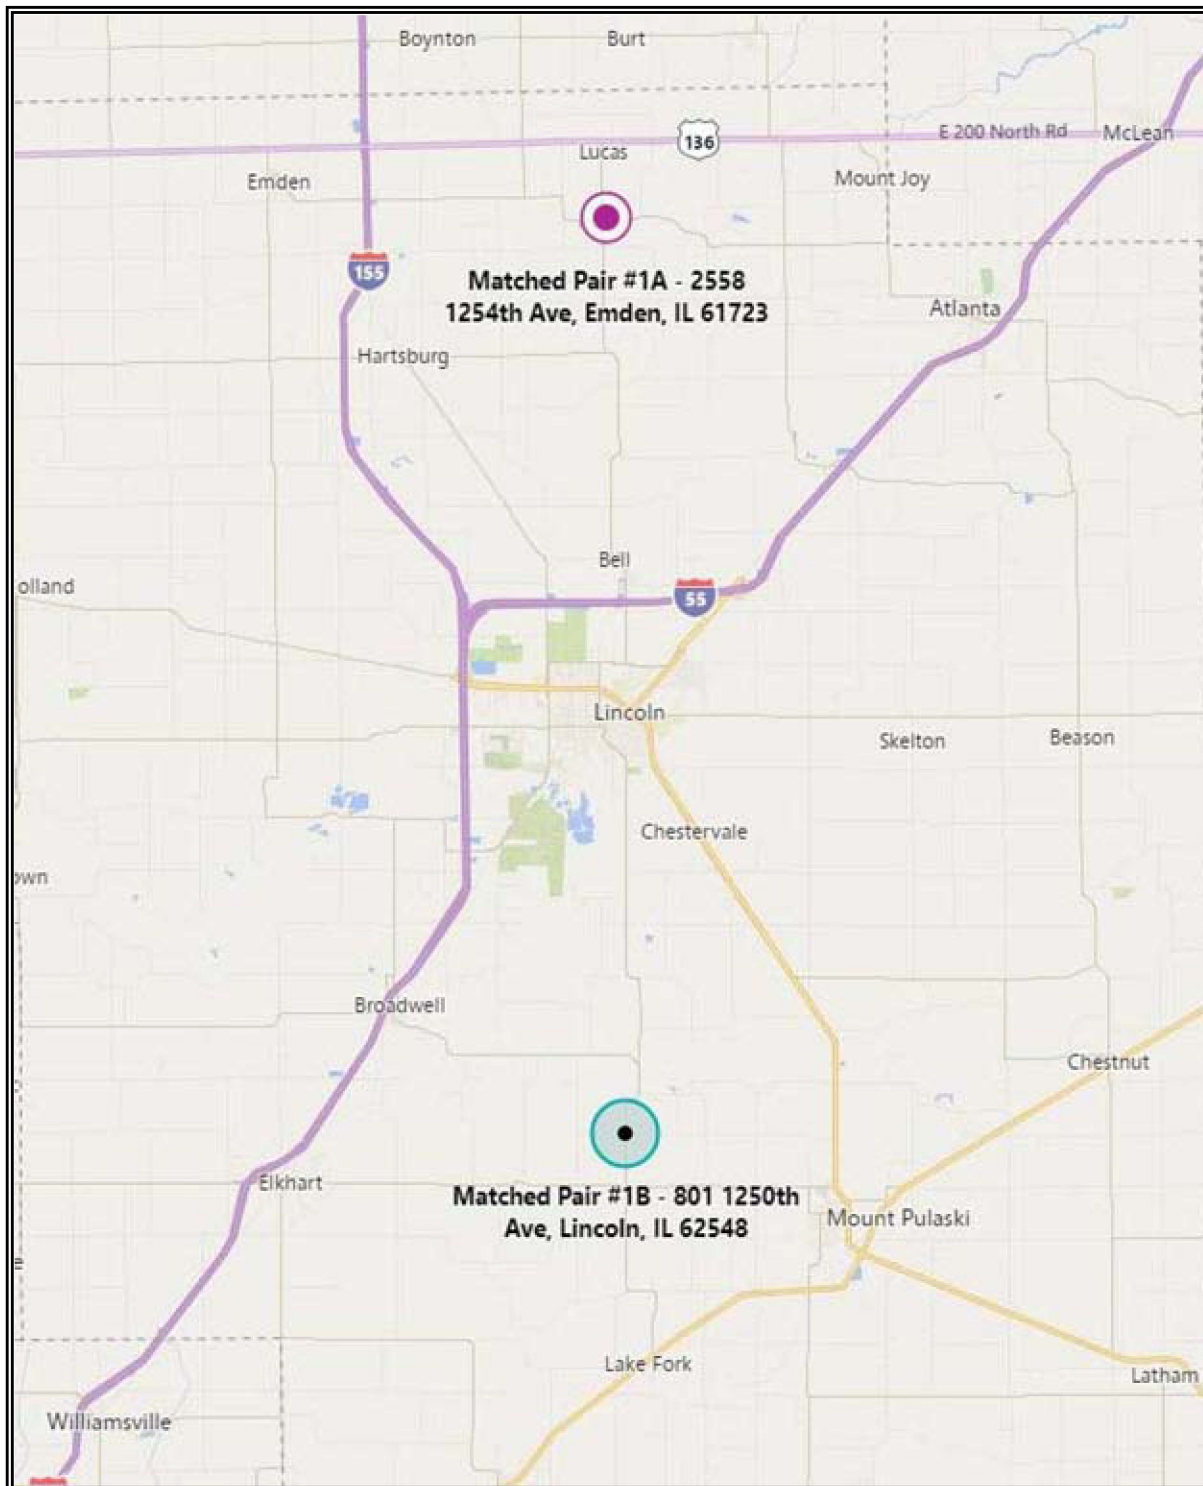 Boynton
Burt
136
E 200 North Rd
McLean
Lucas
Emden
Mount Joy
155
Matched Pair #1A - 2558
1254th Ave, Emden, IL 61723
Atlanta
Hartsburg
Bell
olland
55
Lincoln
Skelton
Beason
Chestervale
own
Broadwell
Chestnut
Elkhart
Matched Pair #1B - 801 1250th
Ave, Lincoln, IL 62548
Mount Pulaski
Lake Fork
Latham
Williamsville